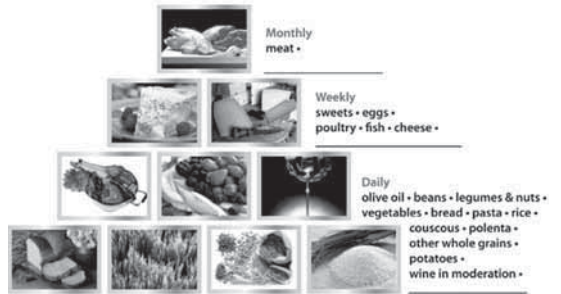 Monthly
meat •
Weekly
sweets • eggs •
poultry • fish • cheese •
Daily
olive oil • beans • legumes & nuts •
vegetables • bread • pasta • rice •
couscous • polenta •
other whole grains •
potatoes •
wine in moderation •